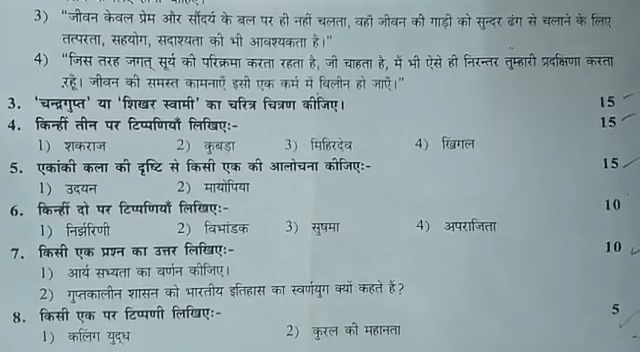 3) "जीवन केवल प्रेम और सौंदर्य के बल पर ही नहीं चलता, वहाँ जीवन की गाड़ी को सुन्दर ढंग से चलाने के लिए
तत्परता, सहयोग, सदाश्यता की भी आवश्यकता है।"
4) "जिस तरह जगत् सूर्य की परिक्रमा करता रहता है, जी चाहता है, मैं भी ऐसे ही निरन्तर तुम्हारी प्रदक्षिणा करता
रहूँ। जीवन की समस्त कामनाएँ इसी एक कर्म में विलीन हो जाएँ।"
3. 'चन्द्रगुप्त' या 'शिखर स्वामी' का चरित्र चित्रण कीजिए। 15
4. किन्हीं तीन पर टिप्पणियाँ लिखिए:- 15
1) शकराज 2) कुबड़ा 3) मिहिरदेव 4) खिंगल
5. एकांकी कला की दृष्टि से किसी एक की आलोचना कीजिए:- 15
1) उदयन 2) मायोपिया
6. किन्हीं दो पर टिप्पणियाँ लिखिए:- 10
1) निर्झरिणी 2) विभांडक 3) सुषमा 4) अपराजिता
7. किसी एक प्रश्न का उत्तर लिखिए:- 10
1) आर्य सभ्यता का वर्णन कीजिए।
2) गुप्तकालीन शासन को भारतीय इतिहास का स्वर्णयुग क्यों कहते हैं?
8. किसी एक पर टिप्पणी लिखिए:- 5
1) कलिंग युद्ध 2) कुरल की महानता